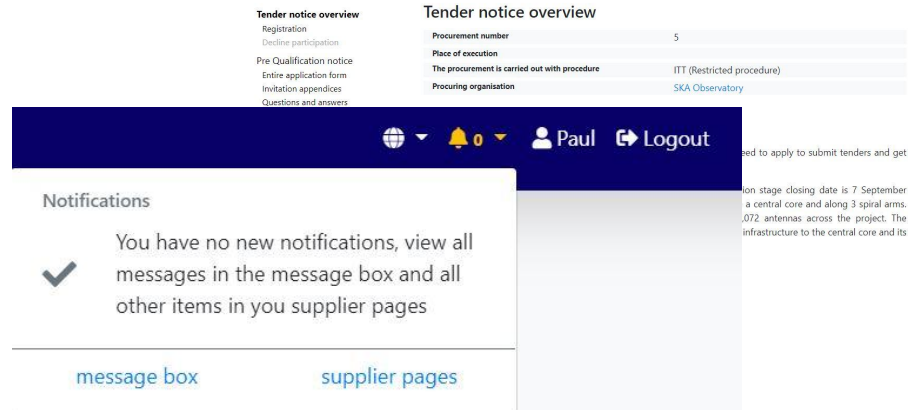 Tender notice overview
Registration
Decline participation
Pre Qualification notice
Entire application form
Invitation appendices
Questions and answers
Tender notice overview
Procurement number 5
Place of execution
The procurement is carried out with procedure ITT (Restricted procedure)
Procuring organisation SKA Observatory
0 Paul Logout
Notifications
You have no new notifications, view all
messages in the message box and all
other items in you supplier pages
message box supplier pages
eed to apply to submit tenders and get
ion stage closing date is 7 September
a central core and along 3 spiral arms.
,072 antennas across the project. The
infrastructure to the central core and its